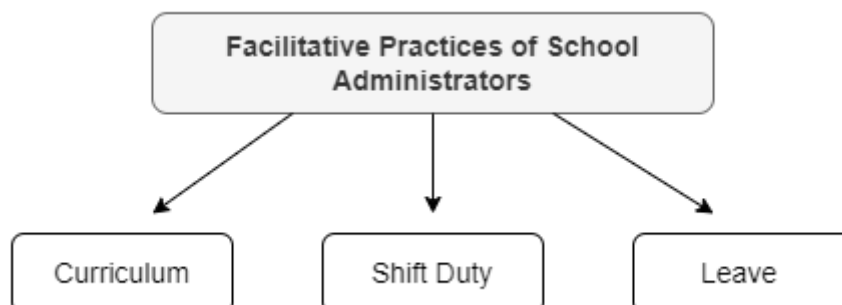 Facilitative Practices of School
Administrators
Curriculum
Shift Duty
Leave